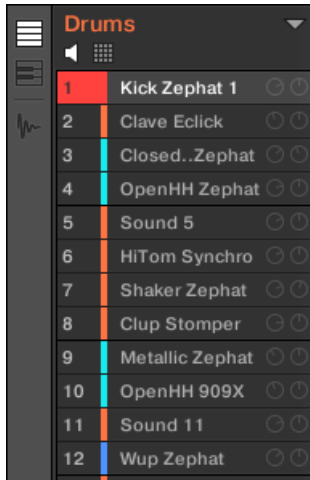 Drums
1 Kick Zephat 1
2 Clave Eclick
3 Closed..Zephat
4 OpenHH Zephat
5 Sound 5
6 HiTom Synchro
7 Shaker Zephat
8 Clup Stomper
9 Metallic Zephat
10 OpenHH 909X
11 Sound 11
12 Wup Zephat